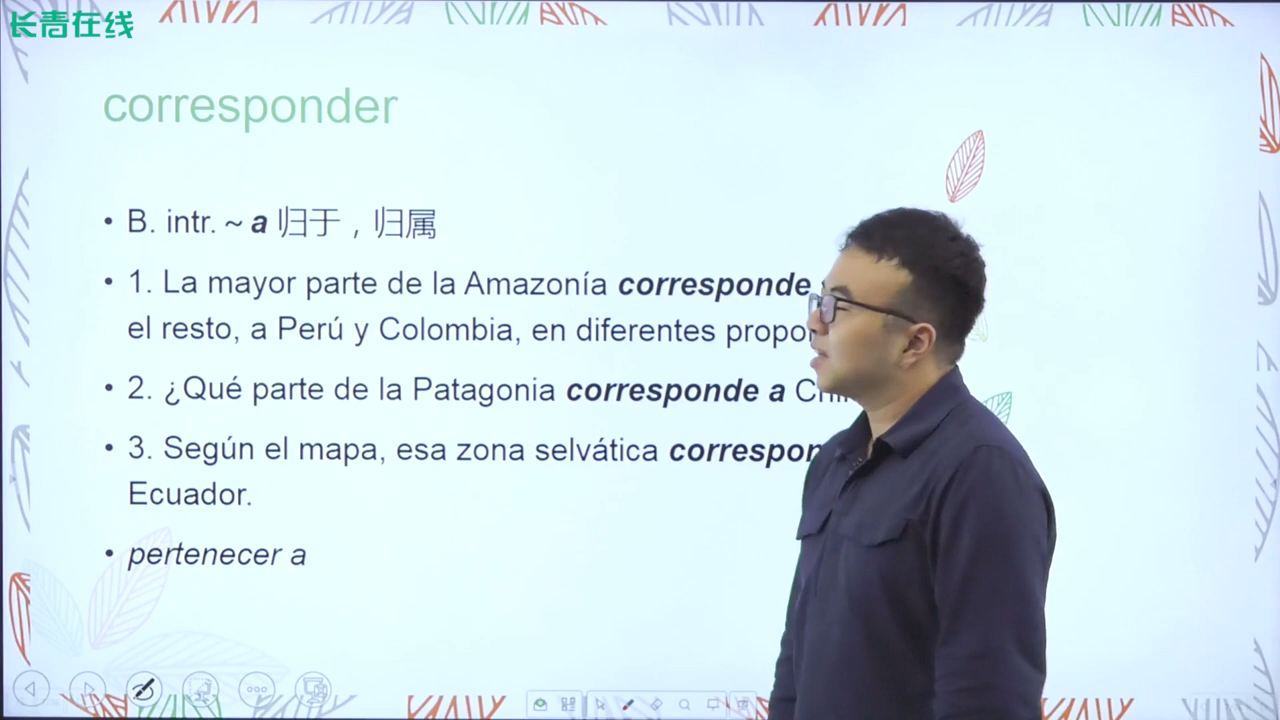 长青在线
corresponder
• B. intr. ~ a 归于，归属
• 1. La mayor parte de la Amazonía corresponde
el resto, a Perú y Colombia, en diferentes
• 2. ¿Qué parte de la Patagonia corresponde a
• 3. Según el mapa, esa zona selvática
Ecuador.
• pertenecer a